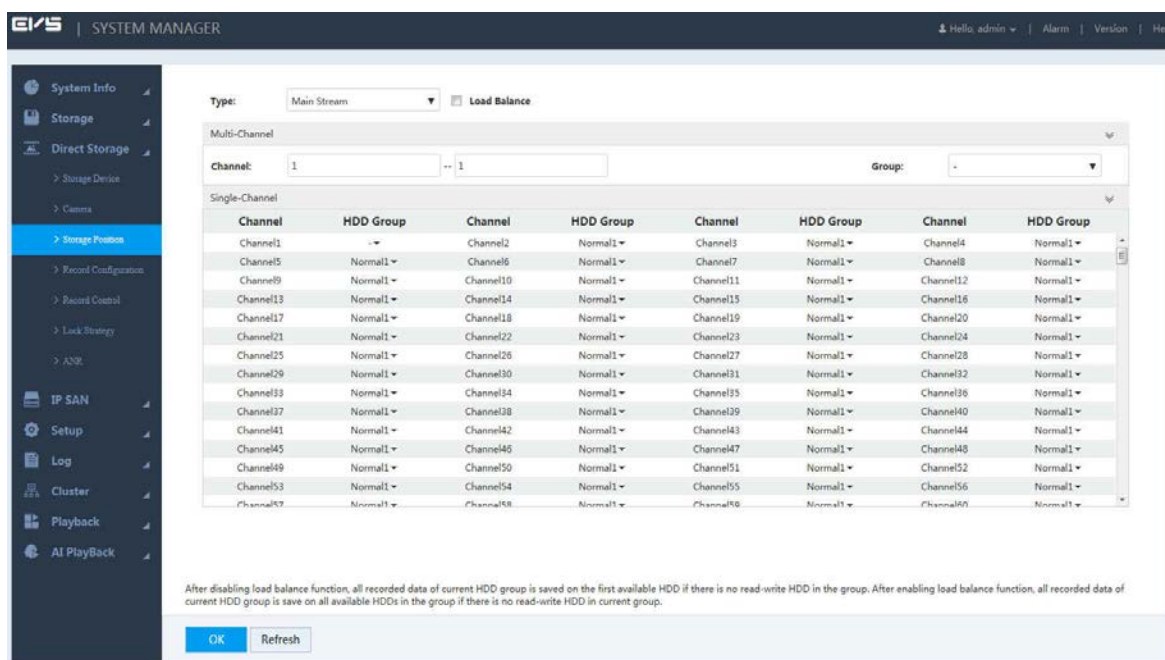 EVS | SYSTEM MANAGER
Hello, admin | Alarm | Version | He
System Info
Storage
Direct Storage
> Storage Device
> Camera
> Storage Position
> Record Configuration
> Record Control
> Lock Strategy
> ANR
IP SAN
Setup
Log
Cluster
Playback
AI PlayBack
Type: Main Stream Load Balance
Multi-Channel
Channel: 1 -- 1 Group: -
Single-Channel
Channel HDD Group Channel HDD Group Channel HDD Group Channel HDD Group
Channel1 - Channel2 Normal1 Channel3 Normal1 Channel4 Normal1
Channel5 Normal1 Channel6 Normal1 Channel7 Normal1 Channel8 Normal1
Channel9 Normal1 Channel10 Normal1 Channel11 Normal1 Channel12 Normal1
Channel13 Normal1 Channel14 Normal1 Channel15 Normal1 Channel16 Normal1
Channel17 Normal1 Channel18 Normal1 Channel19 Normal1 Channel20 Normal1
Channel21 Normal1 Channel22 Normal1 Channel23 Normal1 Channel24 Normal1
Channel25 Normal1 Channel26 Normal1 Channel27 Normal1 Channel28 Normal1
Channel29 Normal1 Channel30 Normal1 Channel31 Normal1 Channel32 Normal1
Channel33 Normal1 Channel34 Normal1 Channel35 Normal1 Channel36 Normal1
Channel37 Normal1 Channel38 Normal1 Channel39 Normal1 Channel40 Normal1
Channel41 Normal1 Channel42 Normal1 Channel43 Normal1 Channel44 Normal1
Channel45 Normal1 Channel46 Normal1 Channel47 Normal1 Channel48 Normal1
Channel49 Normal1 Channel50 Normal1 Channel51 Normal1 Channel52 Normal1
Channel53 Normal1 Channel54 Normal1 Channel55 Normal1 Channel56 Normal1
Channel57 Normal1 Channel58 Normal1 Channel59 Normal1 Channel60 Normal1
After disabling load balance function, all recorded data of current HDD group is saved on the first available HDD if there is no read-write HDD in the group. After enabling load balance function, all recorded data of
current HDD group is save on all available HDDs in the group if there is no read-write HDD in current group.
OK Refresh